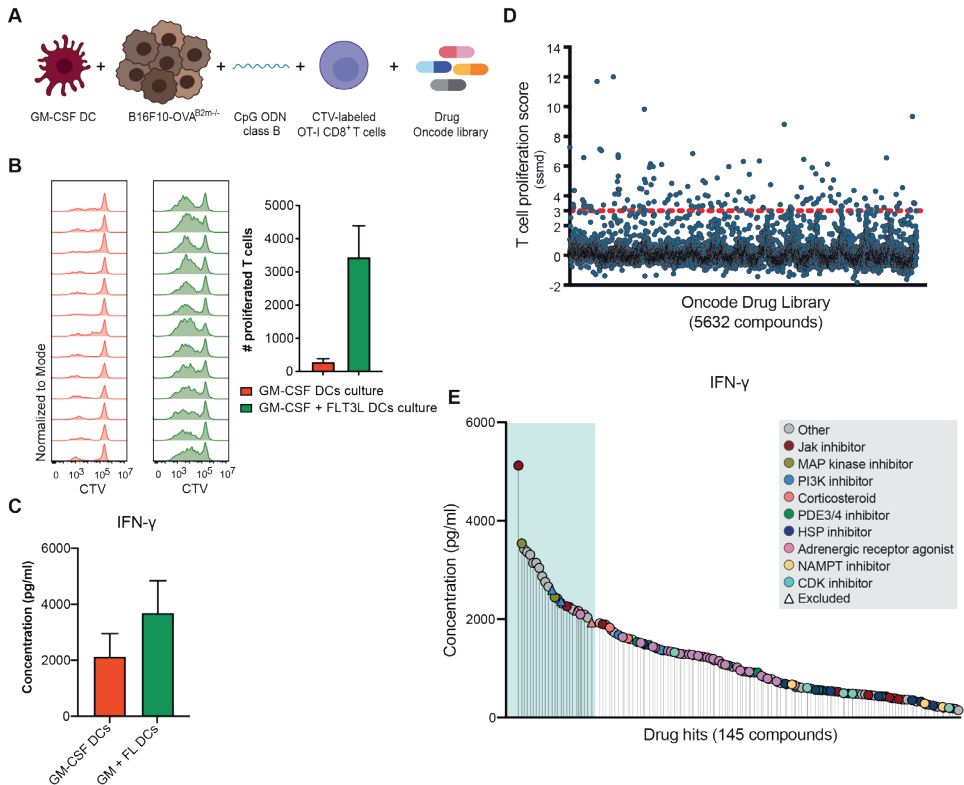 A
+
+
+
+
GM-CSF DC
B16F10-OVA^B2m-/-
CpG ODN
class B
CTV-labeled
OT-I CD8⁺ T cells
Drug
Oncode library
B
Normalized to Mode
0 10³ 10⁵ 10⁷
CTV
0 10³ 10⁵ 10⁷
CTV
# proliferated T cells
5000
4000
3000
2000
1000
0
GM-CSF DCs culture
GM-CSF + FLT3L DCs culture
C
IFN-γ
Concentration (pg/ml)
6000
4000
2000
0
GM-CSF DCs
GM + FL DCs
D
T cell proliferation score
(ssmd)
14
12
10
8
6
4
3
2
0
-2
Oncode Drug Library
(5632 compounds)
E
IFN-γ
Concentration (pg/ml)
6000
4000
2000
0
Other
Jak inhibitor
MAP kinase inhibitor
PI3K inhibitor
Corticosteroid
PDE3/4 inhibitor
HSP inhibitor
Adrenergic receptor agonist
NAMPT inhibitor
CDK inhibitor
Excluded
Drug hits (145 compounds)